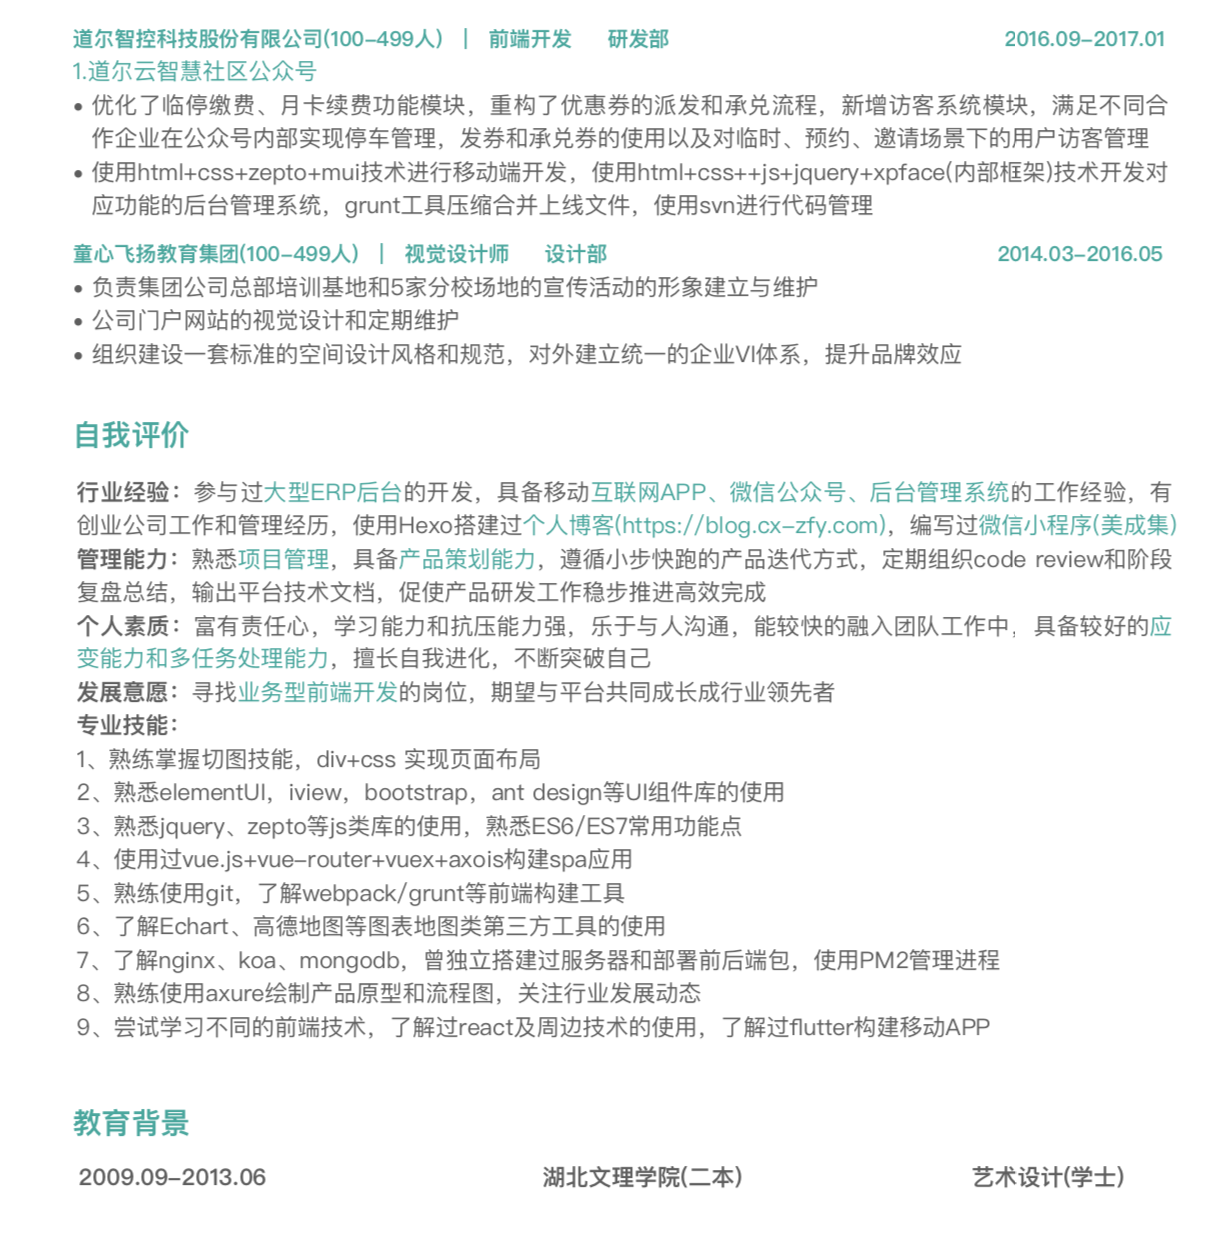 道尔智控科技股份有限公司(100-499人) | 前端开发 研发部 2016.09-2017.01
1.道尔云智慧社区公众号
• 优化了临停缴费、月卡续费功能模块，重构了优惠券的派发和承兑流程，新增访客系统模块，满足不同合
作企业在公众号内部实现停车管理，发券和承兑券的使用以及对临时、预约、邀请场景下的用户访客管理
• 使用html+css+zepto+mui技术进行移动端开发，使用html+css++js+jquery+xpface(内部框架)技术开发对
应功能的后台管理系统，grunt工具压缩合并上线文件，使用svn进行代码管理
童心飞扬教育集团(100-499人) | 视觉设计师 设计部 2014.03-2016.05
• 负责集团公司总部培训基地和5家分校场地的宣传活动的形象建立与维护
• 公司门户网站的视觉设计和定期维护
• 组织建设一套标准的空间设计风格和规范，对外建立统一的企业VI体系，提升品牌效应
自我评价
行业经验：参与过大型ERP后台的开发，具备移动互联网APP、微信公众号、后台管理系统的工作经验，有
创业公司工作和管理经历，使用Hexo搭建过个人博客(https://blog.cx-zfy.com)，编写过微信小程序(美成集)
管理能力：熟悉项目管理，具备产品策划能力，遵循小步快跑的产品迭代方式，定期组织code review和阶段
复盘总结，输出平台技术文档，促使产品研发工作稳步推进高效完成
个人素质：富有责任心，学习能力和抗压能力强，乐于与人沟通，能较快的融入团队工作中，具备较好的应
变能力和多任务处理能力，擅长自我进化，不断突破自己
发展意愿：寻找业务型前端开发的岗位，期望与平台共同成长成行业领先者
专业技能：
1、熟练掌握切图技能，div+css 实现页面布局
2、熟悉elementUI，iview，bootstrap，ant design等UI组件库的使用
3、熟悉jquery、zepto等js类库的使用，熟悉ES6/ES7常用功能点
4、使用过vue.js+vue-router+vuex+axois构建spa应用
5、熟练使用git，了解webpack/grunt等前端构建工具
6、了解Echart、高德地图等图表地图类第三方工具的使用
7、了解nginx、koa、mongodb，曾独立搭建过服务器和部署前后端包，使用PM2管理进程
8、熟练使用axure绘制产品原型和流程图，关注行业发展动态
9、尝试学习不同的前端技术，了解过react及周边技术的使用，了解过flutter构建移动APP
教育背景
2009.09-2013.06 湖北文理学院(二本) 艺术设计(学士)